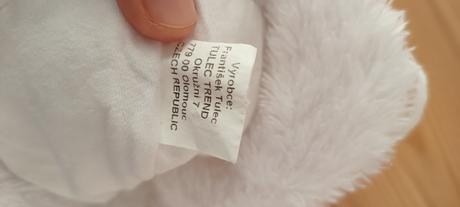 Výrobce:
František Tulec
TULEC TREND
Okružní 7
779 00 Olomouc
CZECH REPUBLIC